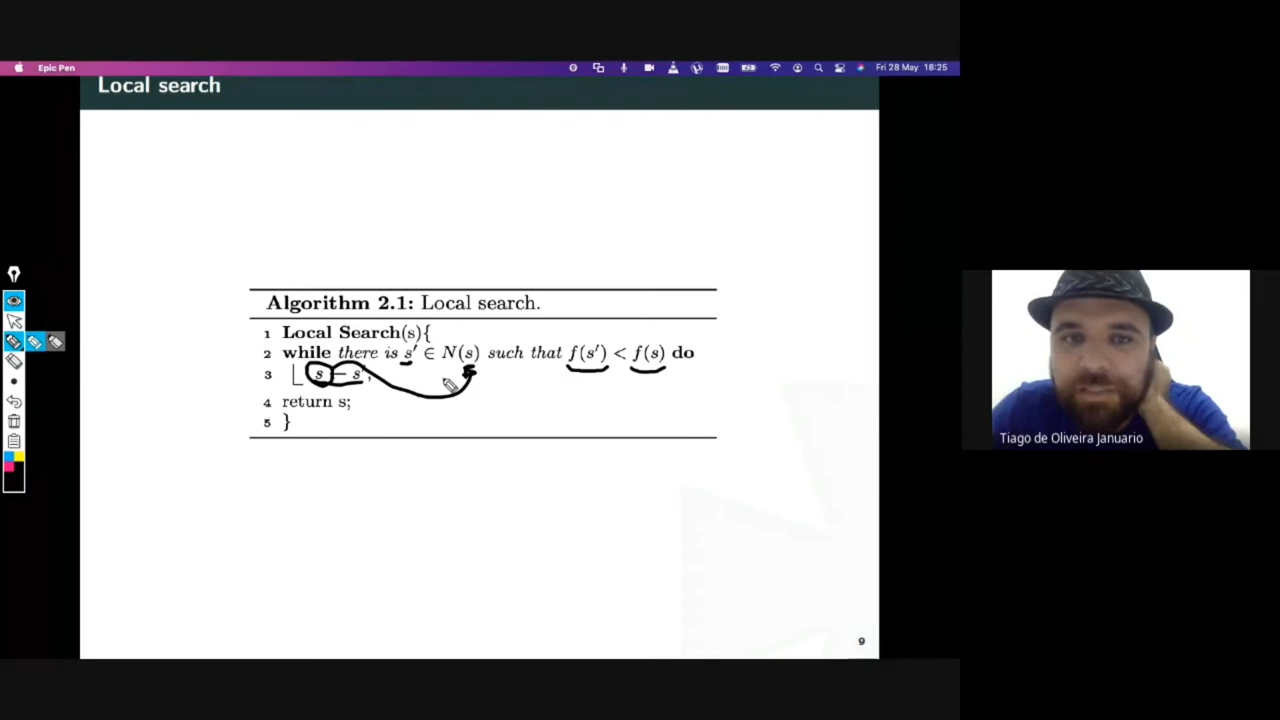 Epic Pen
Fri 28 May 18:25
Local search
Algorithm 2.1: Local search.
1 Local Search(s){
2 while there is s′ ∈ N(s) such that f(s′) < f(s) do
3 s = s′;
4 return s;
5 }
9
Tiago de Oliveira Januario